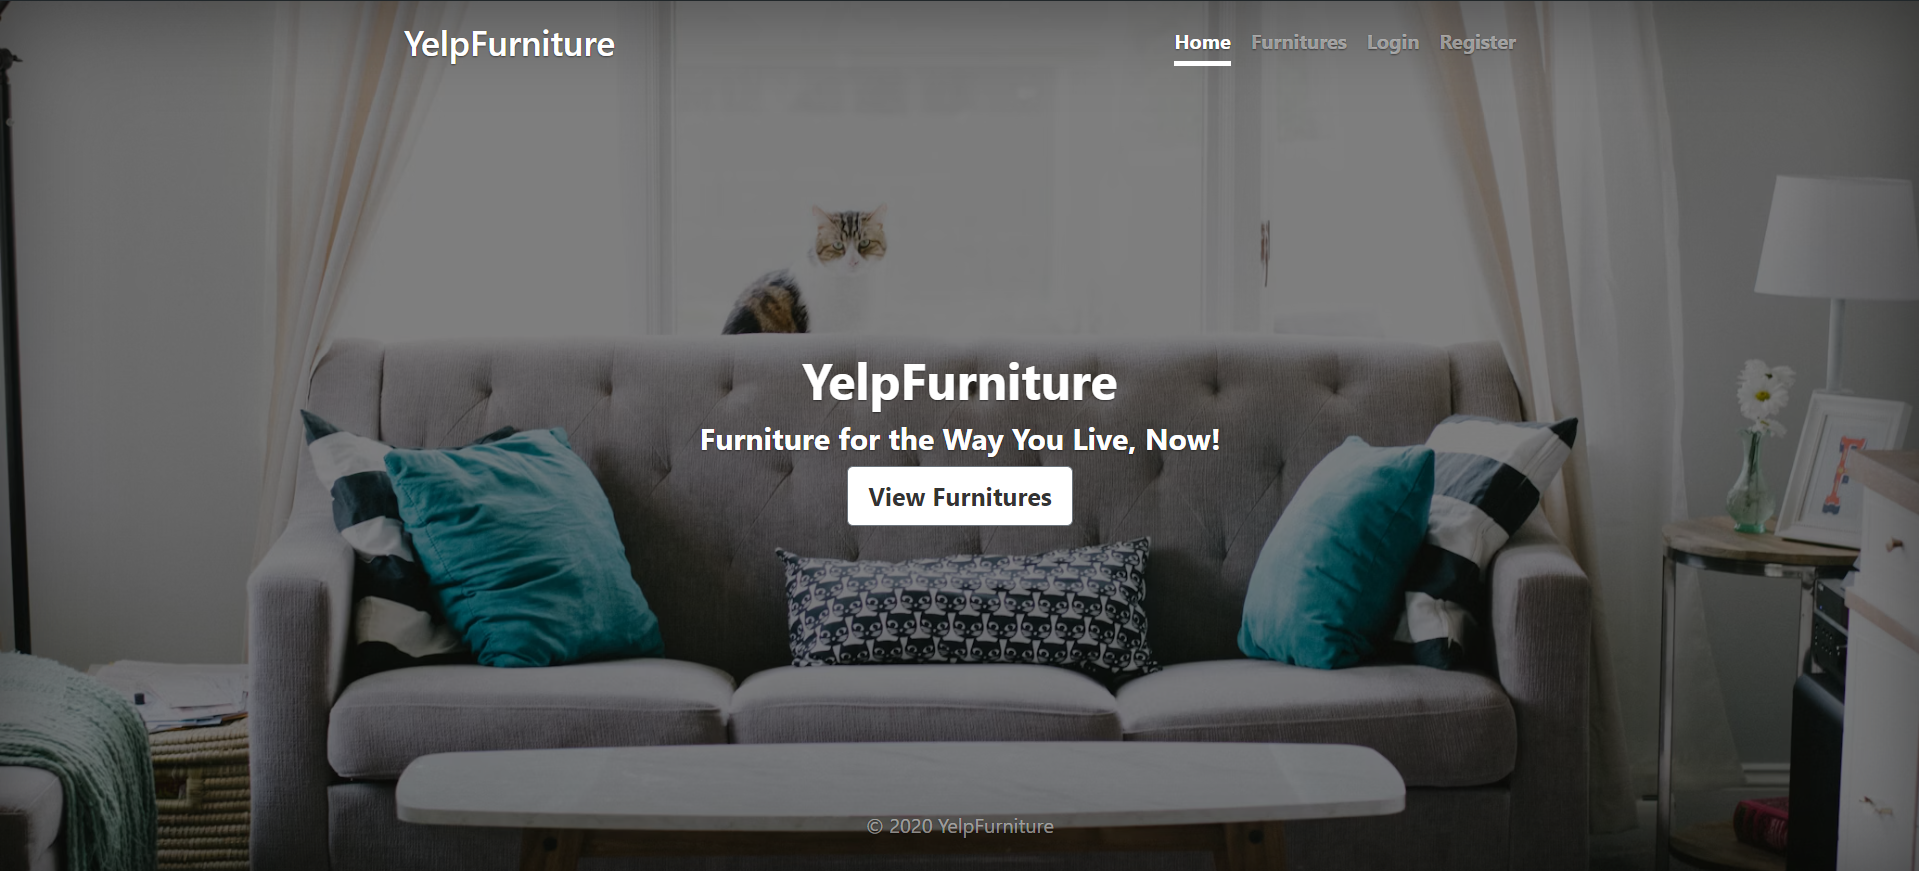 YelpFurniture
Home Furnitures Login Register
YelpFurniture
Furniture for the Way You Live, Now!
View Furnitures
© 2020 YelpFurniture